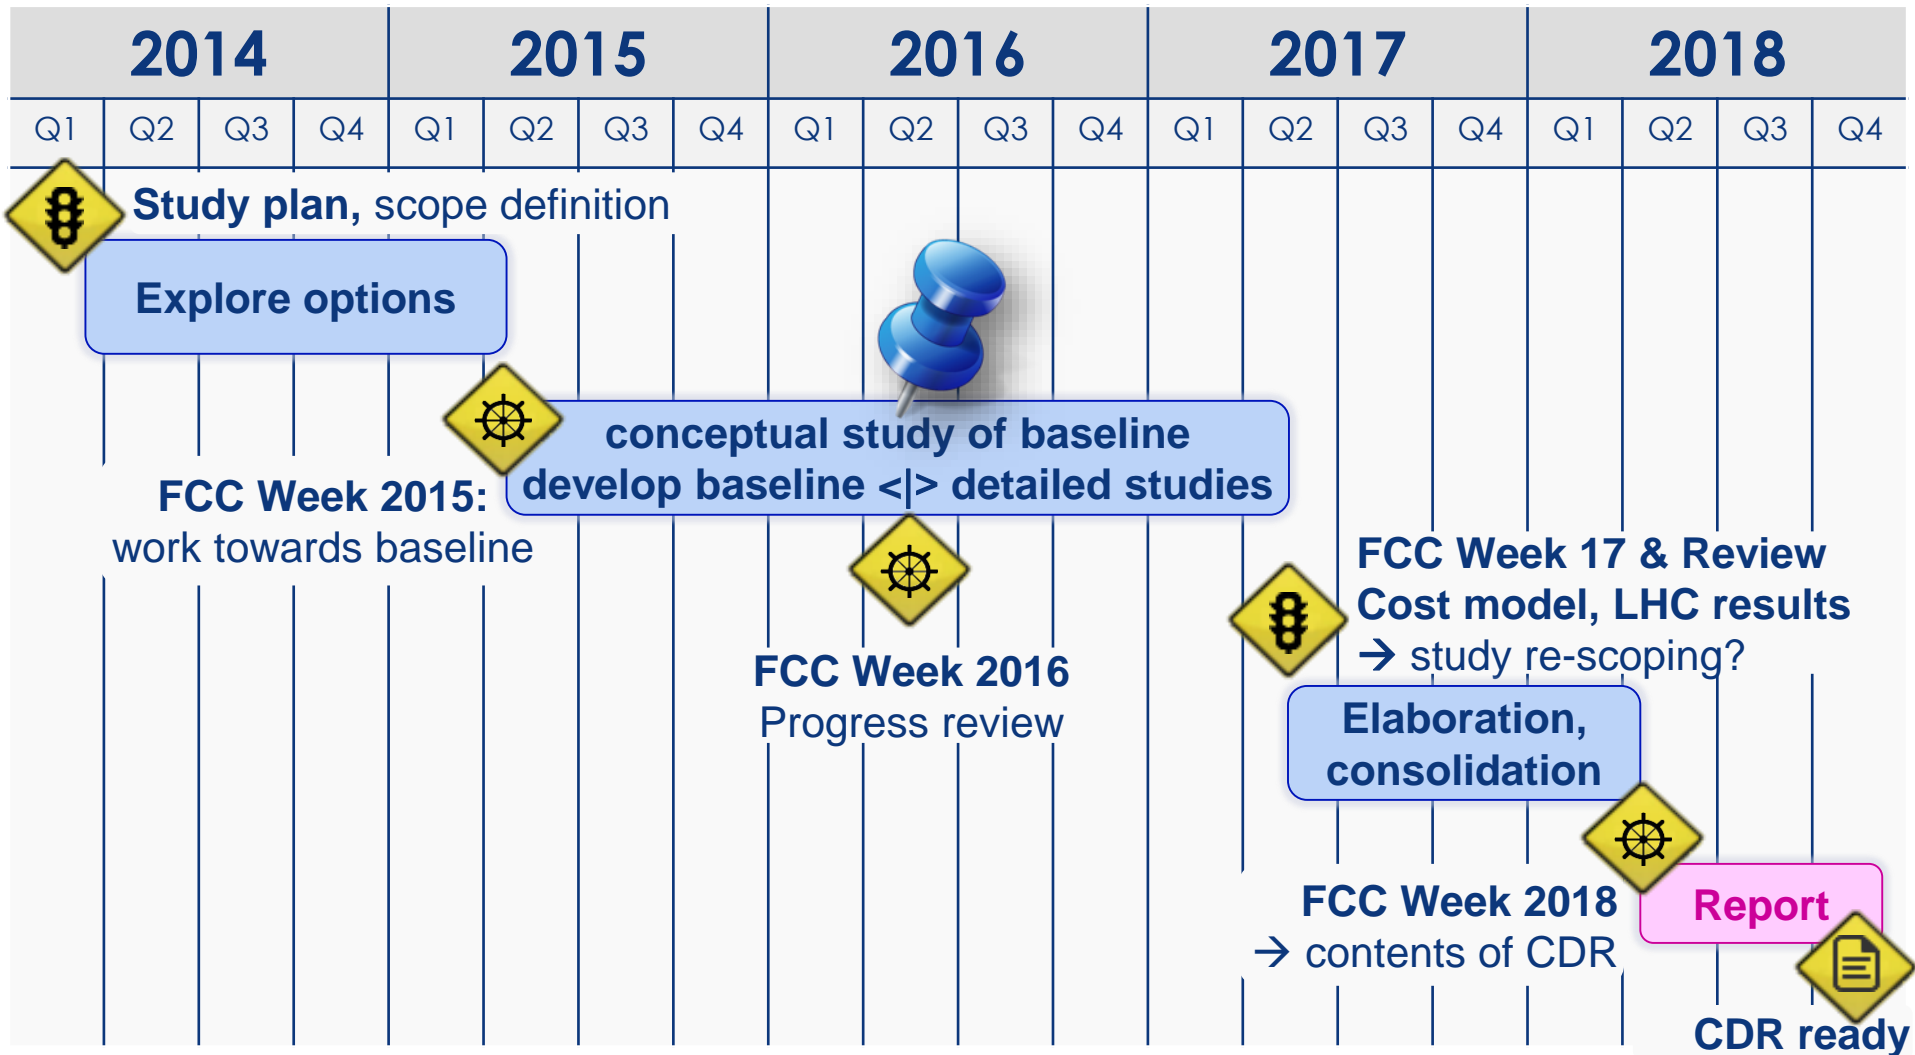 2014 2015 2016 2017 2018
Q1 Q2 Q3 Q4 Q1 Q2 Q3 Q4 Q1 Q2 Q3 Q4 Q1 Q2 Q3 Q4 Q1 Q2 Q3 Q4
Study plan, scope definition
Explore options
conceptual study of baseline
develop baseline <|> detailed studies
FCC Week 2015:
work towards baseline
FCC Week 2016
Progress review
FCC Week 17 & Review
Cost model, LHC results
→ study re-scoping?
Elaboration,
consolidation
FCC Week 2018
→ contents of CDR
Report
CDR ready